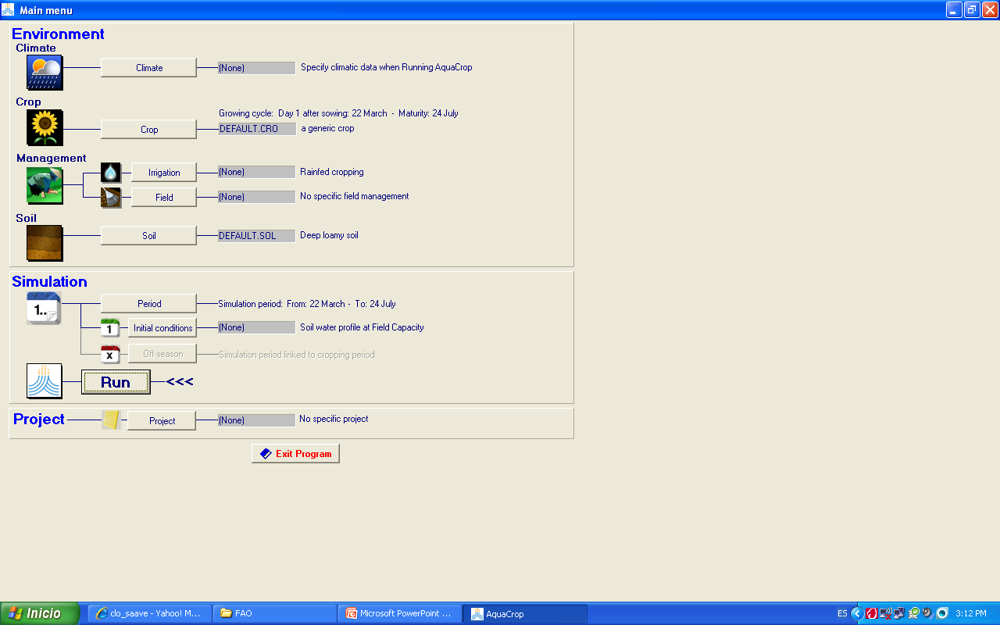 Main menu
Environment
Climate
Climate (None) Specify climatic data when Running AquaCrop
Crop
Growing cycle: Day 1 after sowing: 22 March - Maturity: 24 July
Crop DEFAULT.CRO a generic crop
Management
Irrigation (None) Rainfed cropping
Field (None) No specific field management
Soil
Soil DEFAULT.SOL Deep loamy soil
Simulation
1.. Period Simulation period: From: 22 March - To: 24 July
1 Initial conditions (None) Soil water profile at Field Capacity
x Off-season Simulation period linked to cropping period
Run <<<
Project Project (None) No specific project
Exit Program
Inicio clo_saave - Yahoo! M... FAO Microsoft PowerPoint ... AquaCrop ES 3:12 PM